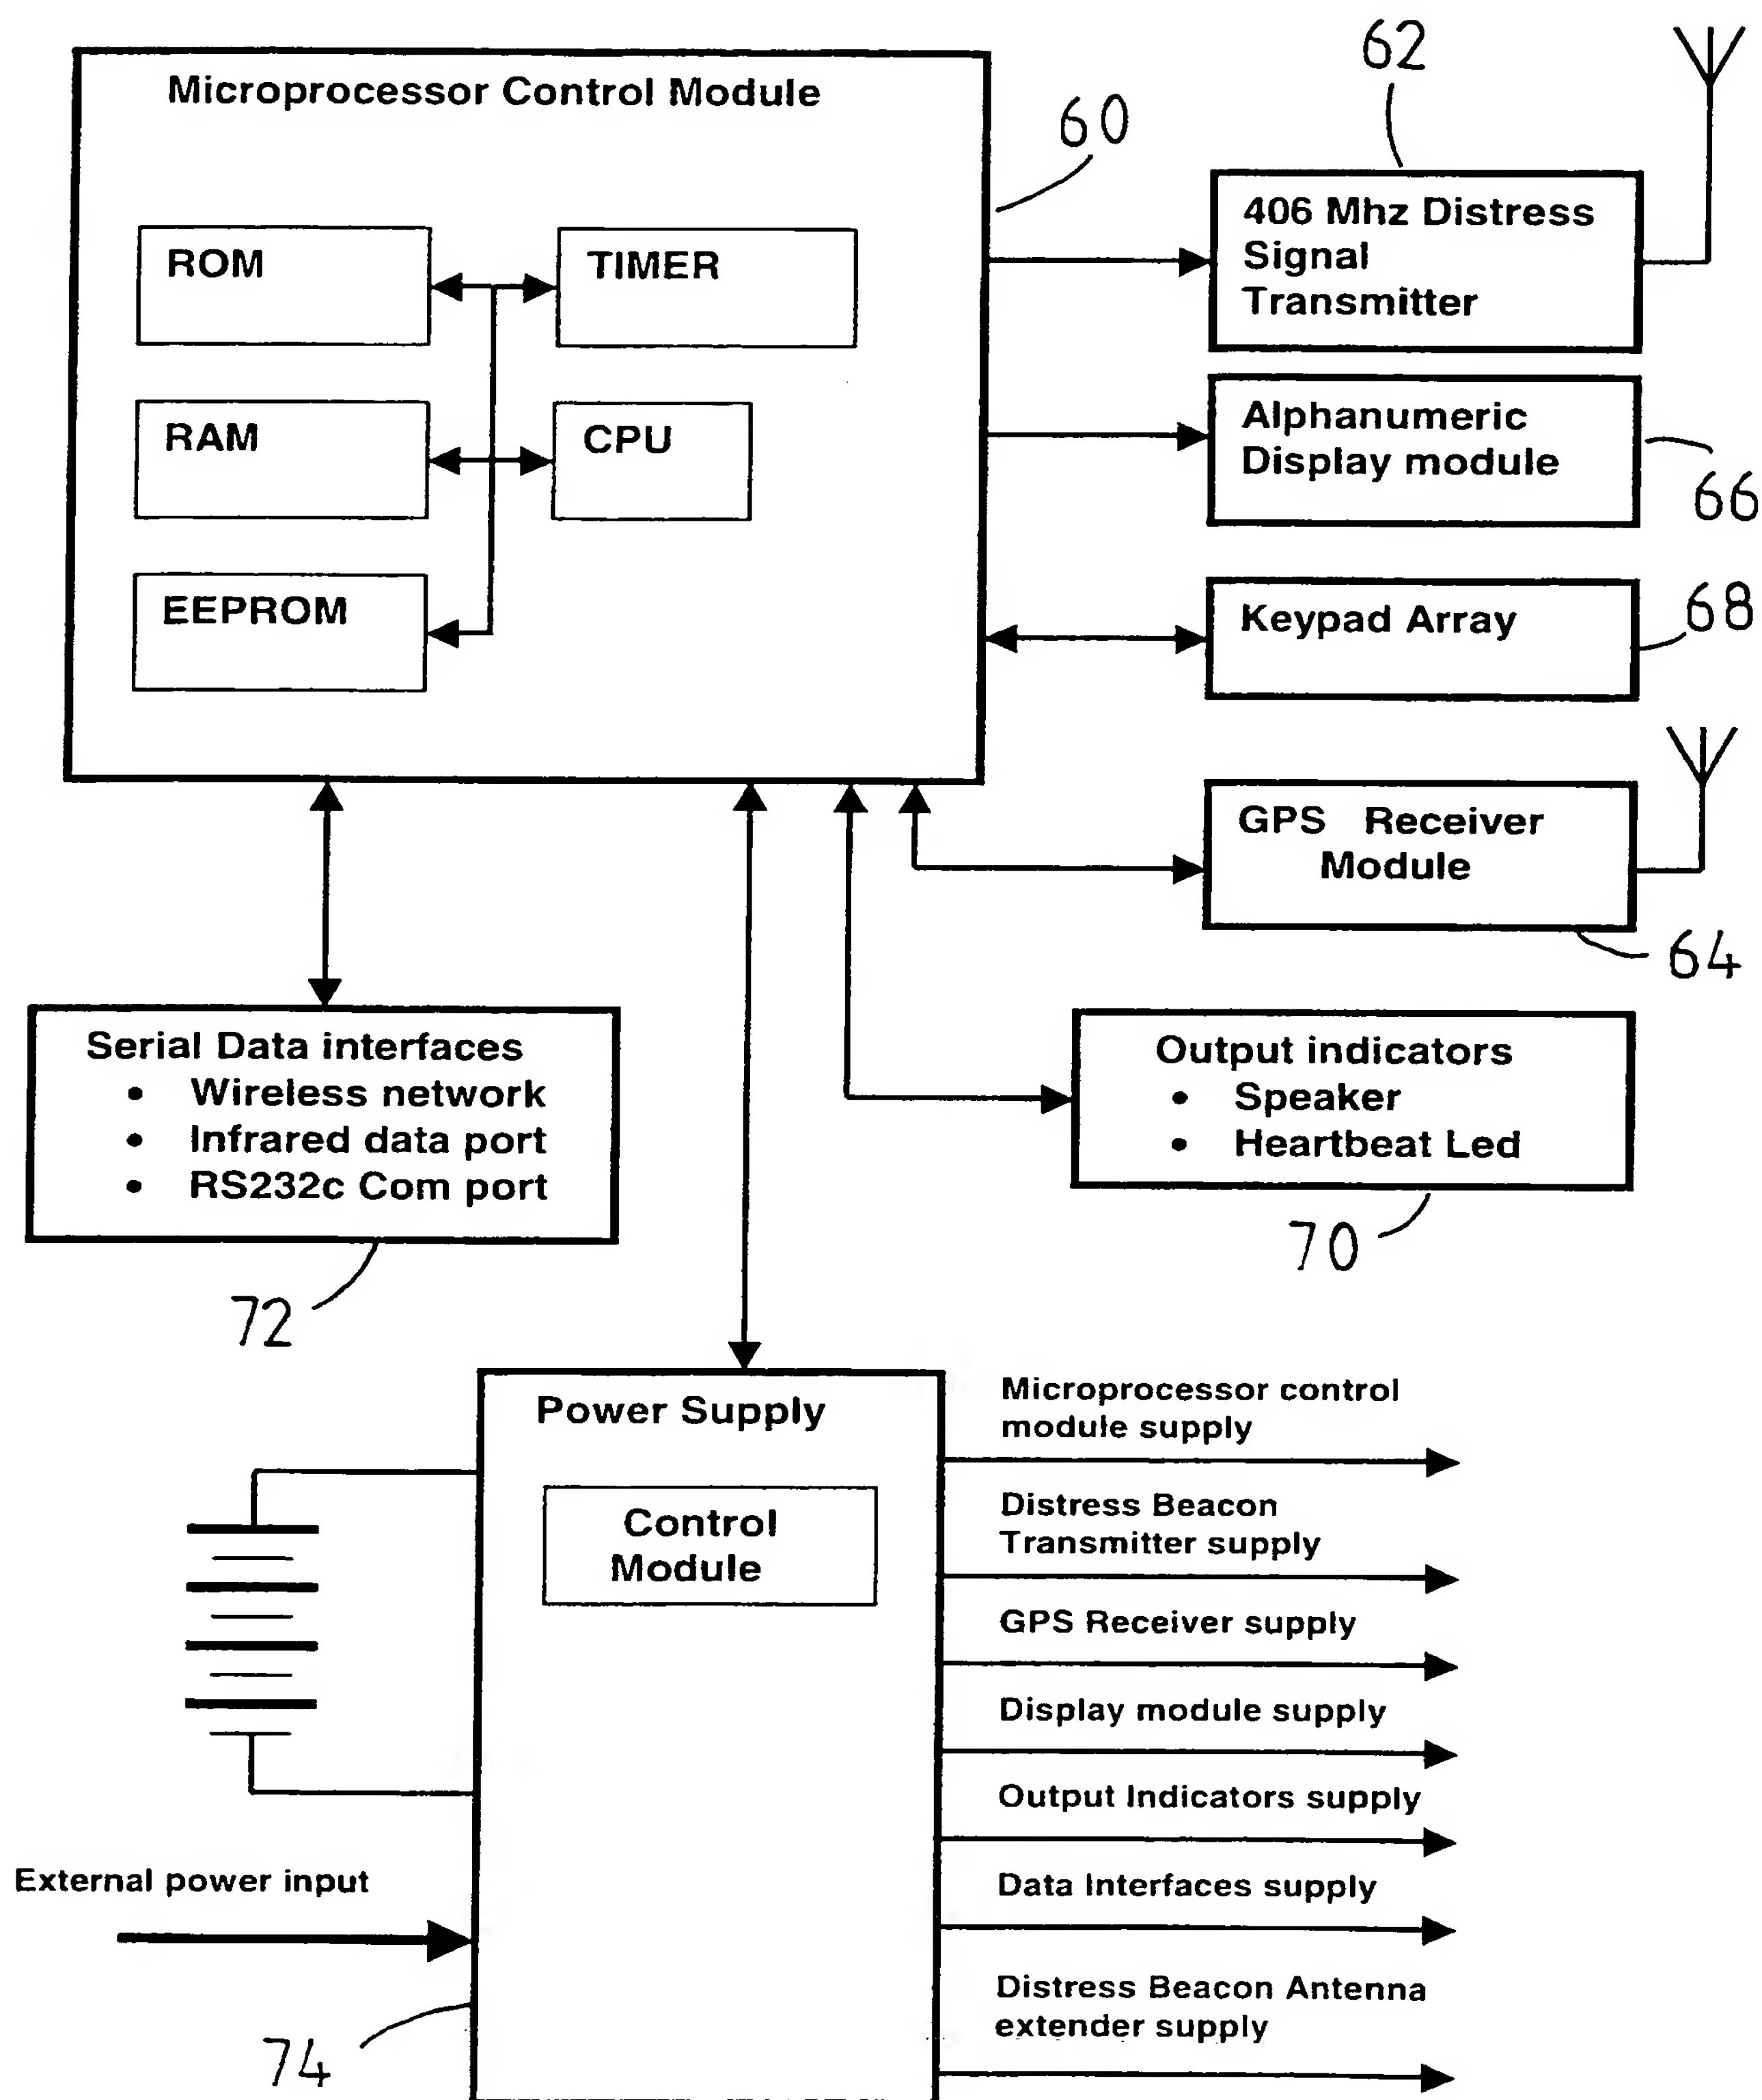 Microprocessor Control Module
60
62
ROM
TIMER
RAM
CPU
EEPROM
406 Mhz Distress
Signal
Transmitter
Alphanumeric
Display module
66
Keypad Array
68
GPS Receiver
Module
64
Serial Data interfaces
• Wireless network
• Infrared data port
• RS232c Com port
72
Output indicators
• Speaker
• Heartbeat Led
70
Power Supply
Control
Module
External power input
74
Microprocessor control
module supply
Distress Beacon
Transmitter supply
GPS Receiver supply
Display module supply
Output Indicators supply
Data Interfaces supply
Distress Beacon Antenna
extender supply